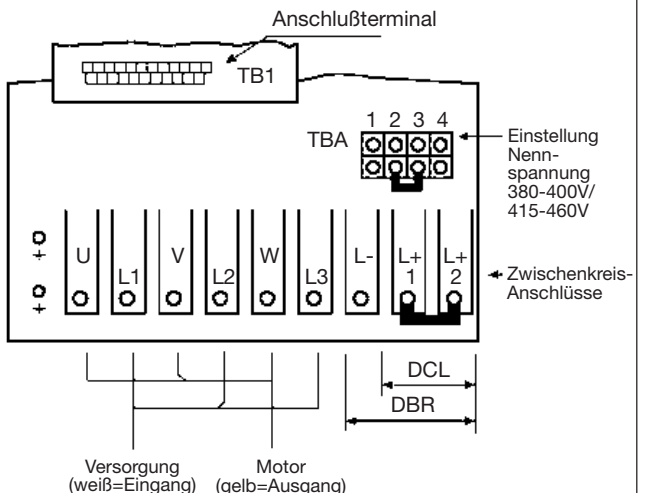 Anschlußterminal
TB1
1 2 3 4
TBA
Einstellung
Nenn-
spannung
380-400V/
415-460V
U L1 V L2 W L3 L- L+ 1 L+ 2
Zwischenkreis-
Anschlüsse
DCL
DBR
Versorgung
(weiß=Eingang)
Motor
(gelb=Ausgang)